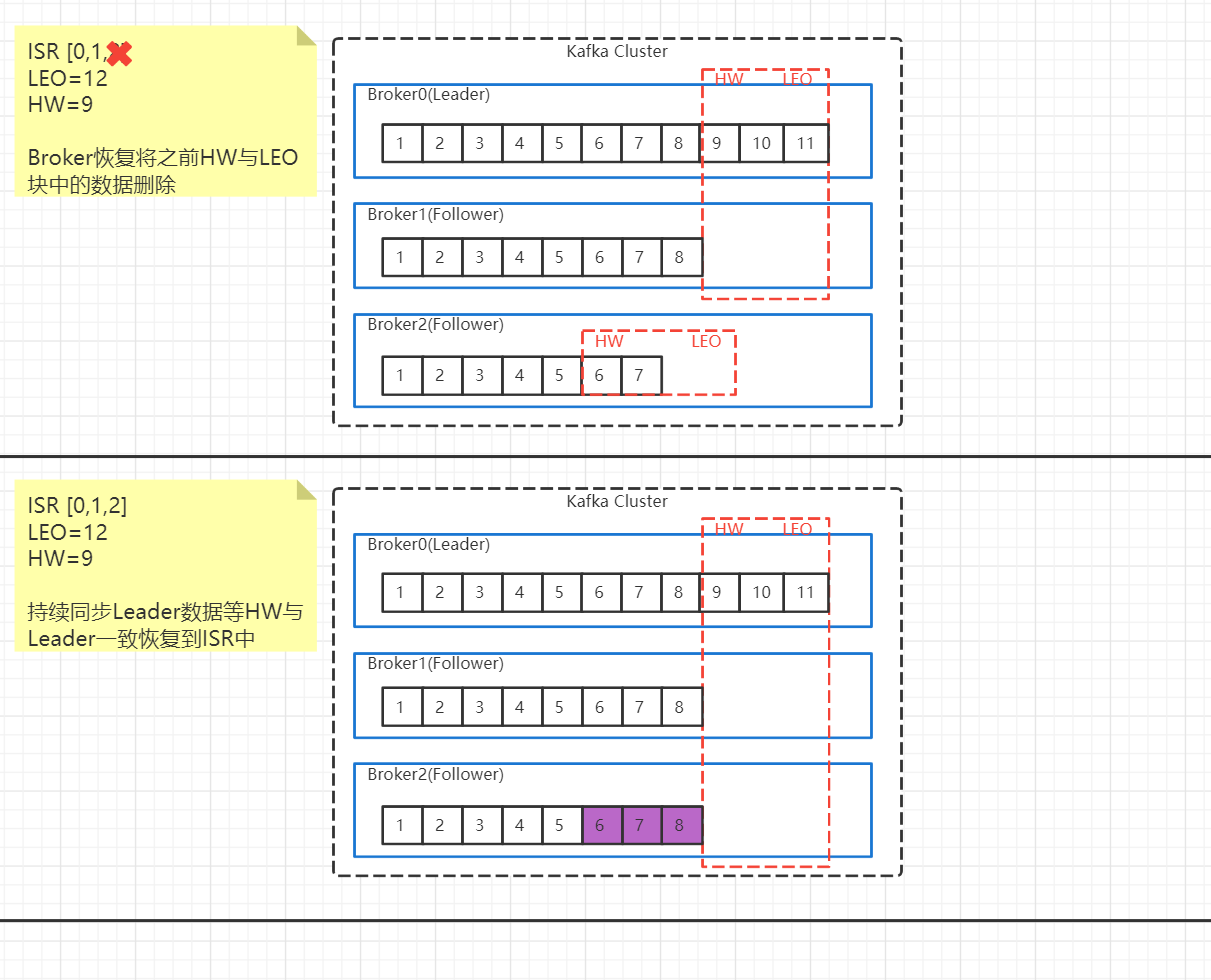 ISR [0,1,
LEO=12
HW=9
Broker恢复将之前HW与LEO
块中的数据删除
Kafka Cluster
HW LEO
Broker0(Leader)
1 2 3 4 5 6 7 8 9 10 11
Broker1(Follower)
1 2 3 4 5 6 7 8
Broker2(Follower)
HW LEO
1 2 3 4 5 6 7
ISR [0,1,2]
LEO=12
HW=9
持续同步Leader数据等HW与
Leader一致恢复到ISR中
Kafka Cluster
HW LEO
Broker0(Leader)
1 2 3 4 5 6 7 8 9 10 11
Broker1(Follower)
1 2 3 4 5 6 7 8
Broker2(Follower)
1 2 3 4 5 6 7 8